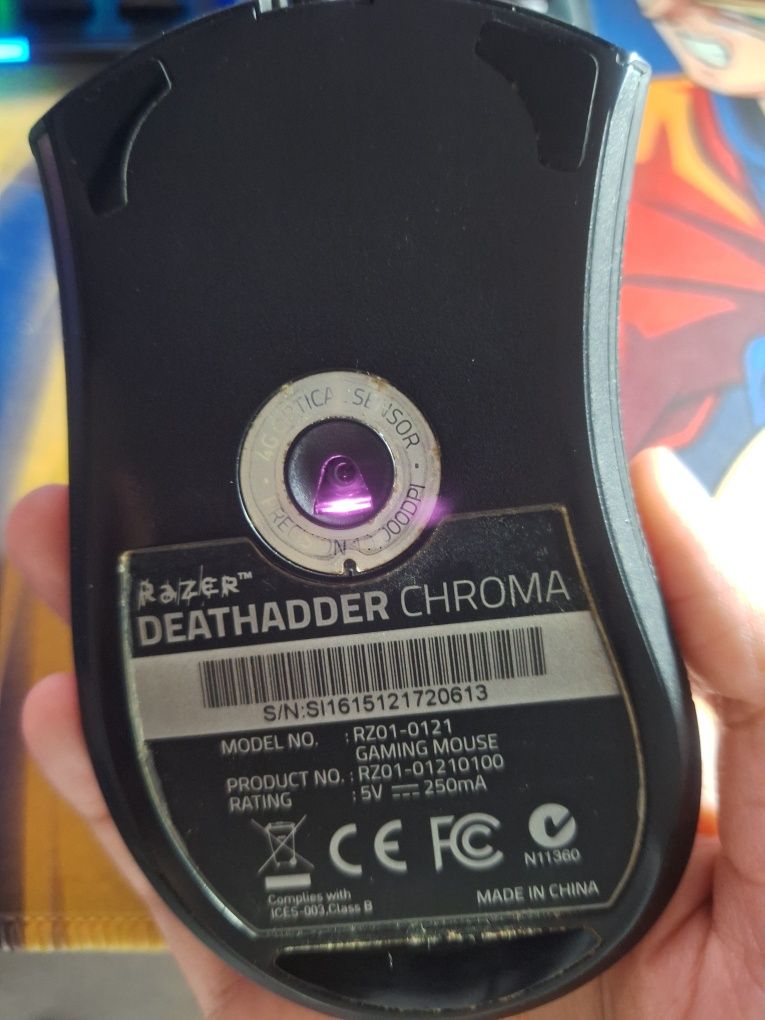 SENSOR
RAZER™
DEATHADDER CHROMA
S/N:SI1615121720613
MODEL NO. : RZ01-0121
GAMING MOUSE
PRODUCT NO. : RZ01-01210100
RATING : 5V ⎓ 250mA
CE FC
N11360
Complies with
ICES-003.Class B
MADE IN CHINA